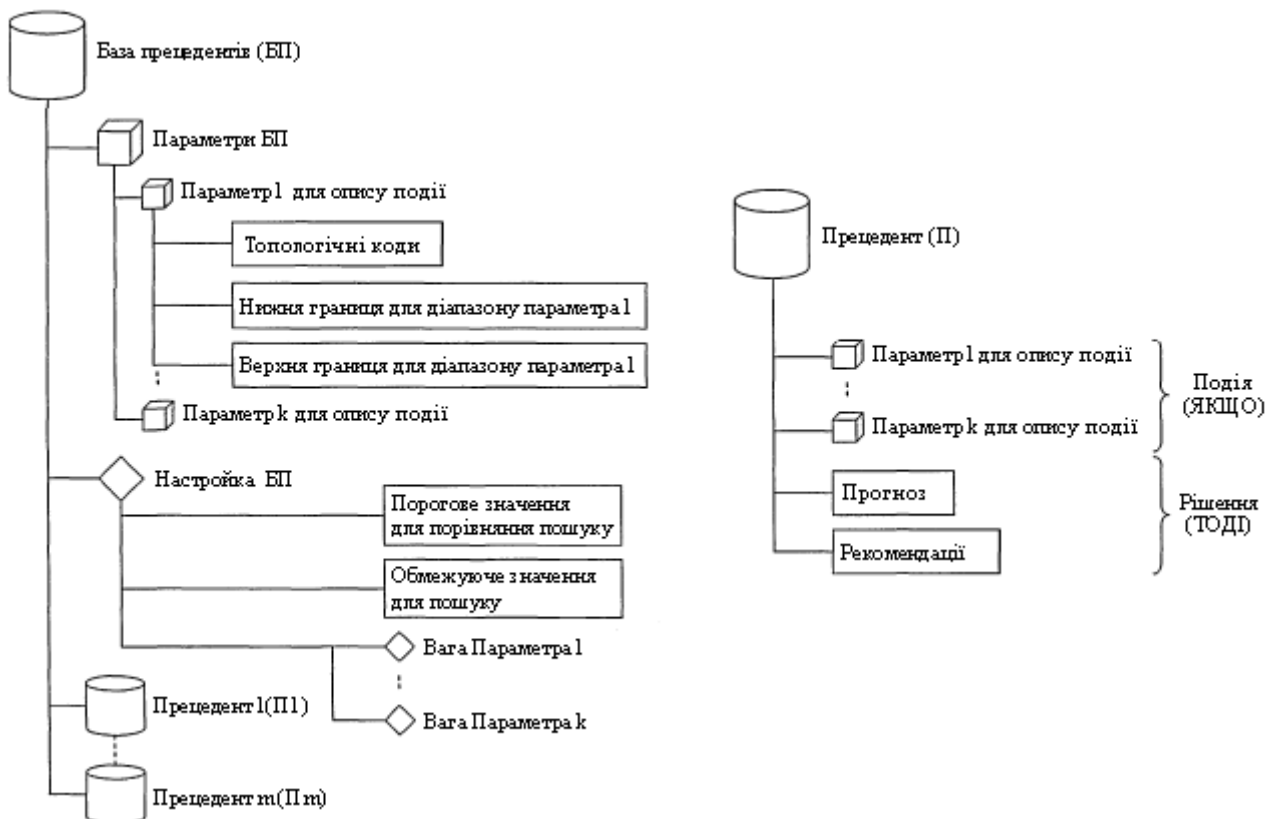 База прецедентів (БП)
Параметри БП
Параметр1 для опису події
Топологічні коди
Нижня границя для діапазону параметра1
Верхня границя для діапазону параметра1
Параметр k для опису події
Настройка БП
Порогове значення
для порівняння пошуку
Обмежуюче значення
для пошуку
Вага Параметра1
Вага Параметра k
Прецедент1(П1)
Прецедент m(Пm)
Прецедент (П)
Параметр1 для опису події
Параметр k для опису події
Подія
(ЯКЩО)
Прогноз
Рекомендації
Рішення
(ТОДІ)